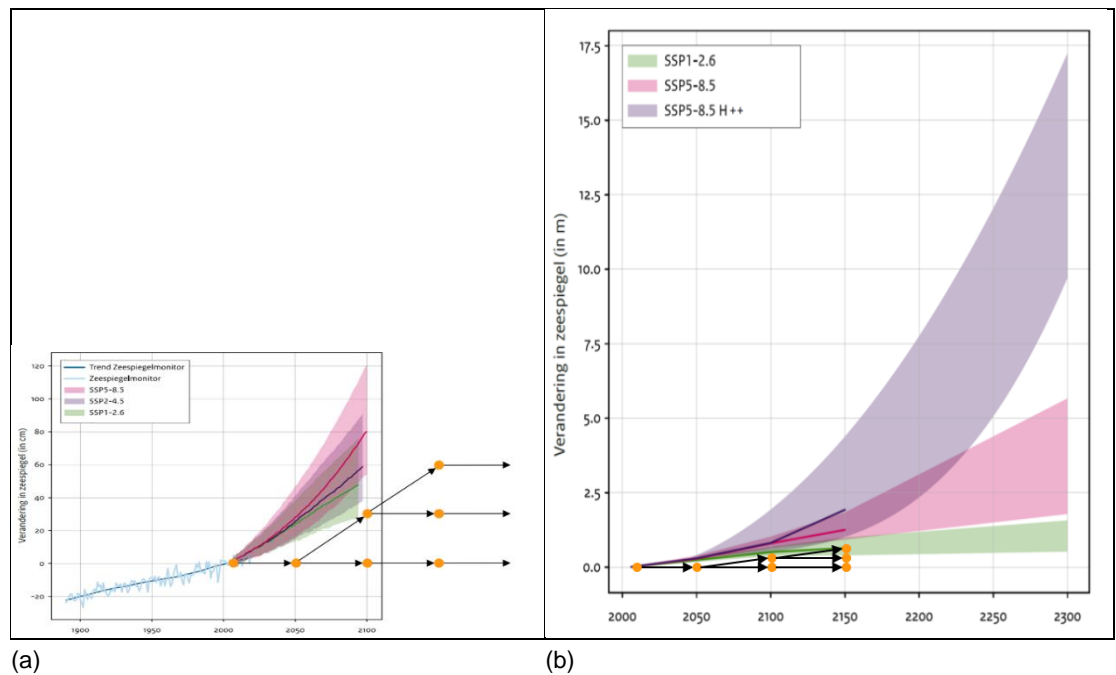 120
100
80
60
40
20
0
-20
Verandering in zeespiegel (in cm)
Trend Zeespiegelmonitor
Zeespiegelmonitor
SSP5-8.5
SSP2-4.5
SSP1-2.6
1900 1950 2000 2050 2100
(a)
17.5
15.0
12.5
10.0
7.5
5.0
2.5
0.0
Verandering in zeespiegel (in m)
SSP1-2.6
SSP5-8.5
SSP5-8.5 H++
2000 2050 2100 2150 2200 2250 2300
(b)